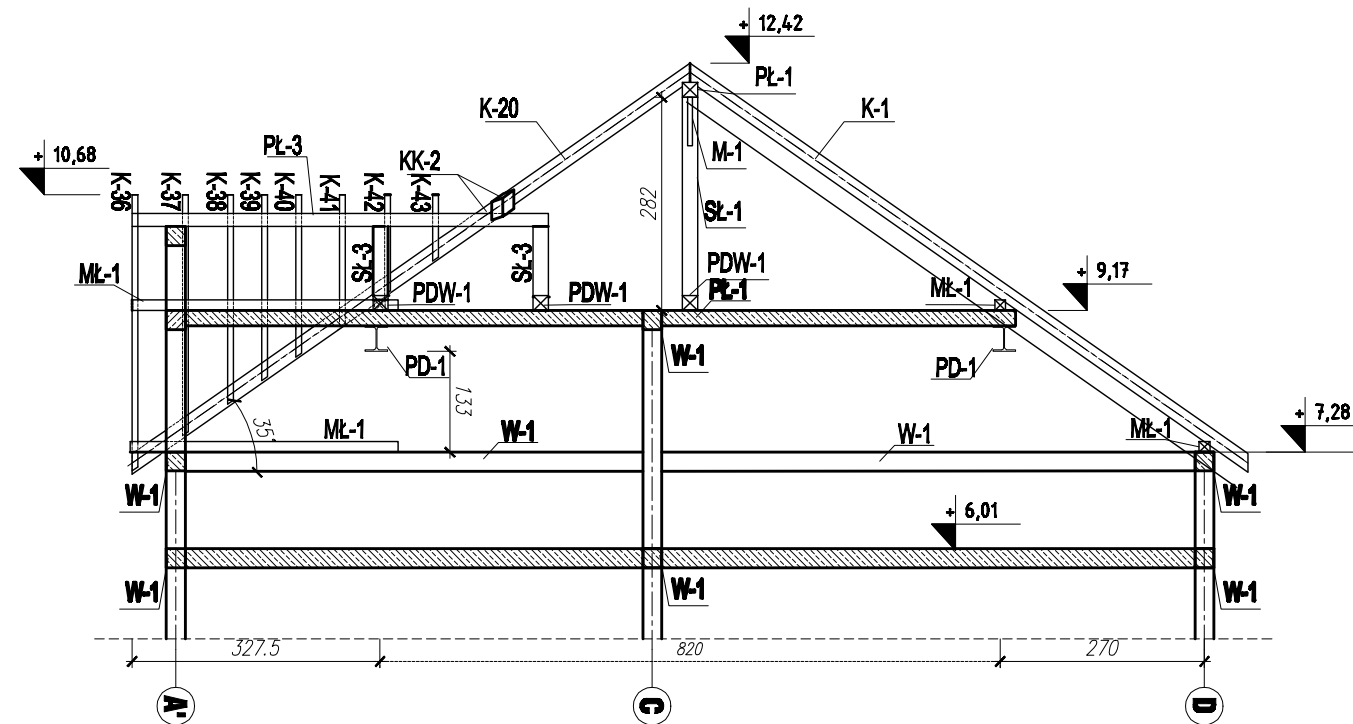 + 12,42
PŁ-1
K-20
K-1
PŁ-3
KK-2
M-1
+ 10,68
K-36
K-37
K-38
K-39
K-40
K-41
K-42
K-43
282
SŁ-1
SŁ-3
SŁ-3
MŁ-1
PDW-1
PDW-1
PDW-1
PŁ-1
MŁ-1
+ 9,17
W-1
PD-1
PD-1
133
35°
MŁ-1
W-1
W-1
MŁ-1
+ 7,28
W-1
W-1
+ 6,01
W-1
W-1
W-1
327.5
820
270
A'
C
D